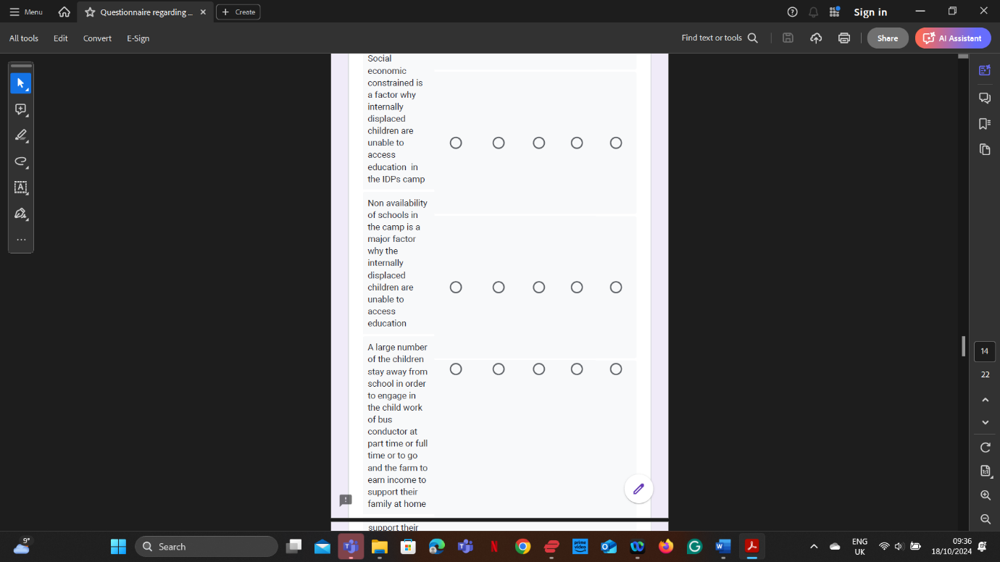 Menu
Questionnaire regarding ...
Create
Sign in
All tools
Edit
Convert
E-Sign
Find text or tools
Share
AI Assistant
Social
economic
constrained is
a factor why
internally
displaced
children are
unable to
access
education in
the IDPs camp
Non availability
of schools in
the camp is a
major factor
why the
internally
displaced
children are
unable to
access
education
A large number
of the children
stay away from
school in order
to engage in
the child work
of bus
conductor at
part time or full
time or to go
and the farm to
earn income to
support their
family at home
support their
14
22
9°
Search
ENG
UK
09:36
18/10/2024